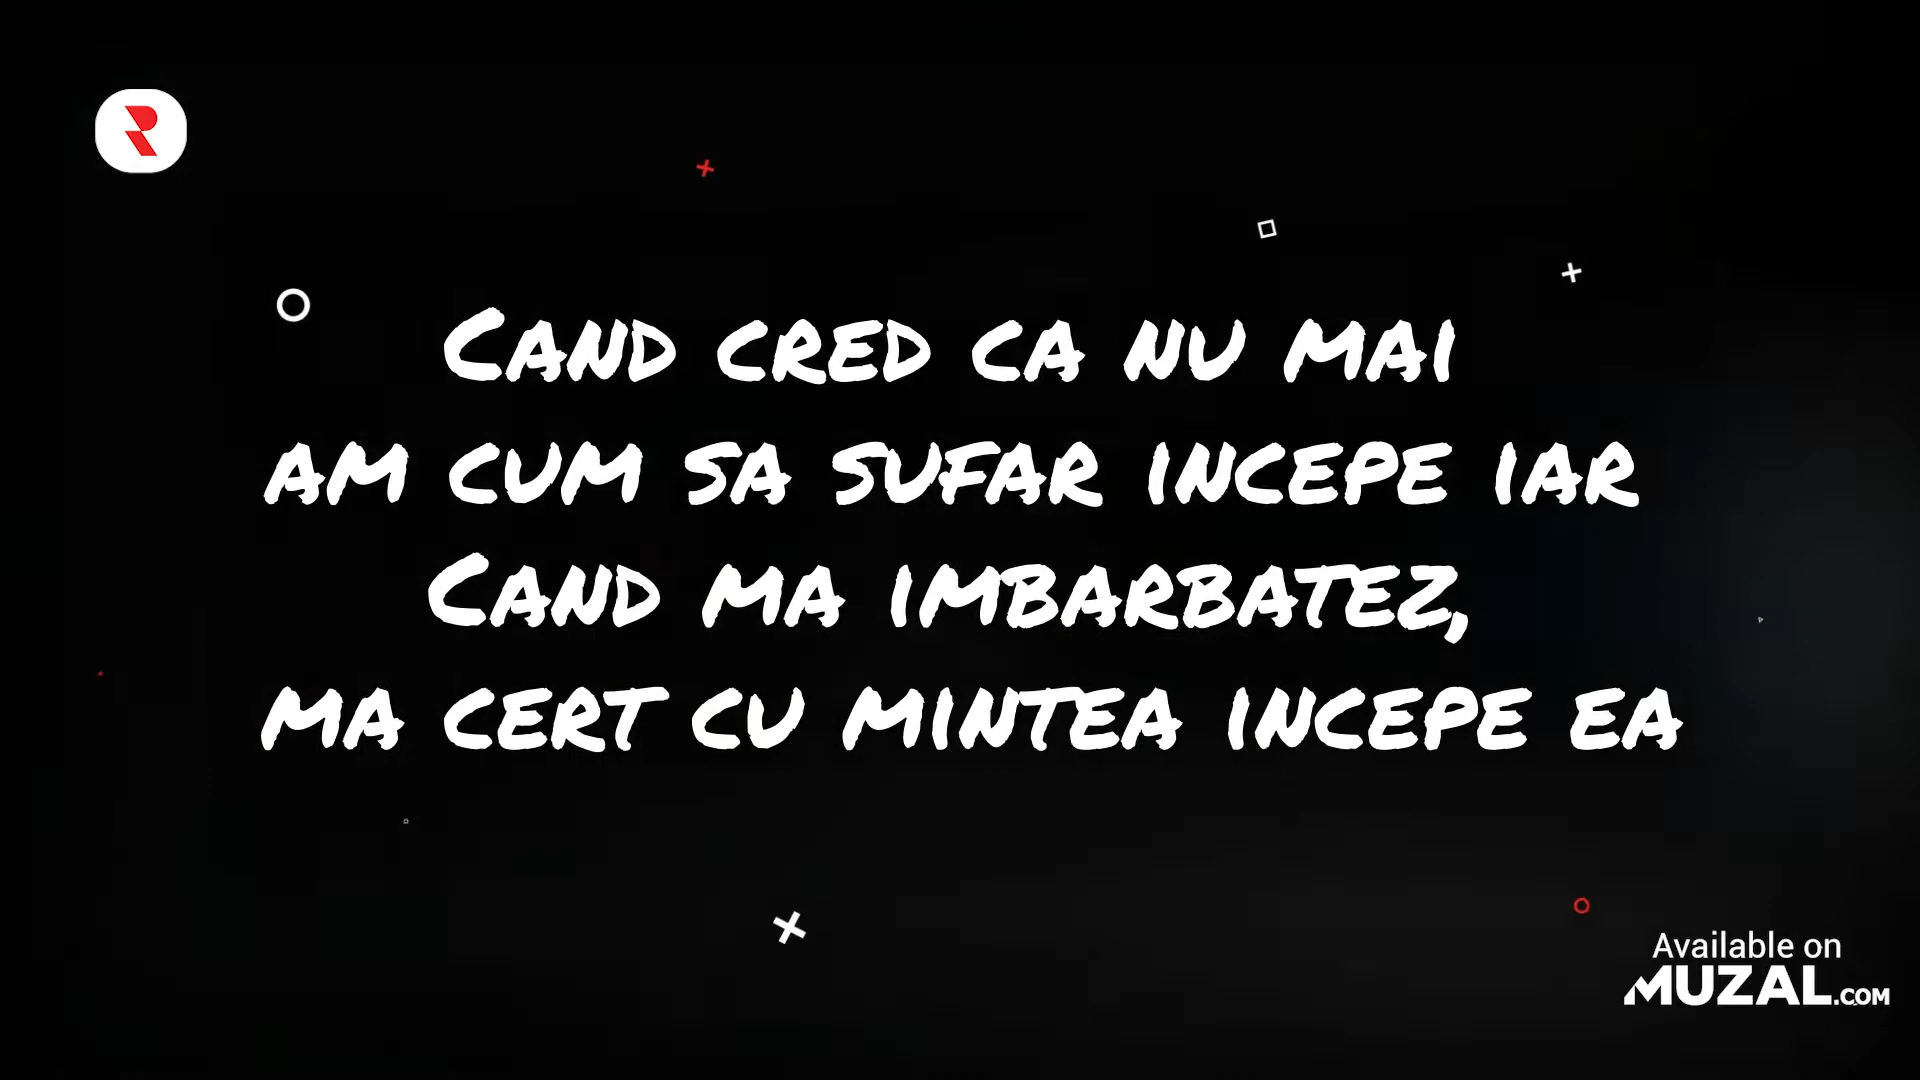 Cand cred ca nu mai
am cum sa sufar incepe iar
Cand ma imbarbatez,
ma cert cu mintea incepe ea
Available on
MUZAL.COM